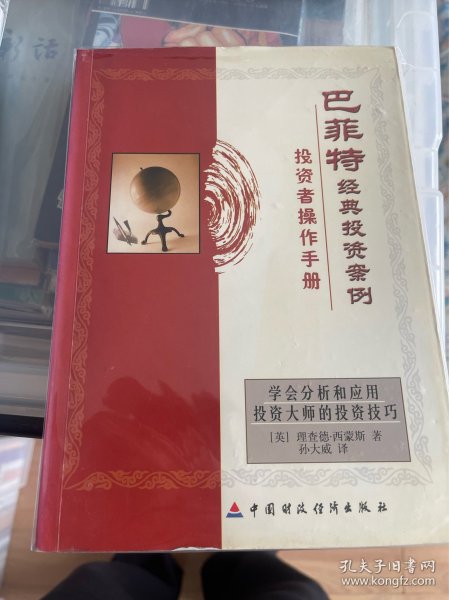 巴菲特经典投资案例
投资者操作手册
学会分析和应用
投资大师的投资技巧
[英] 理查德·西蒙斯 著
孙大威 译
中国财政经济出版社
孔夫子旧书网
www.kongfz.com